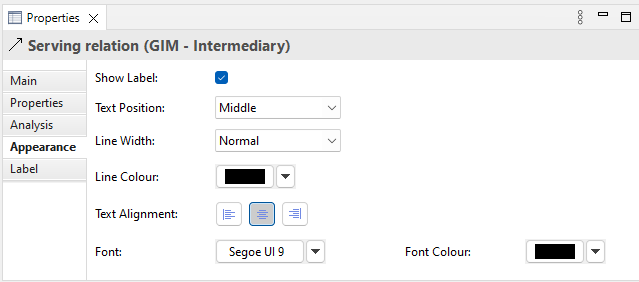 Properties
Serving relation (GIM - Intermediary)
Main
Properties
Analysis
Appearance
Label
Show Label:
Text Position: Middle
Line Width: Normal
Line Colour:
Text Alignment:
Font: Segoe UI 9 Font Colour: